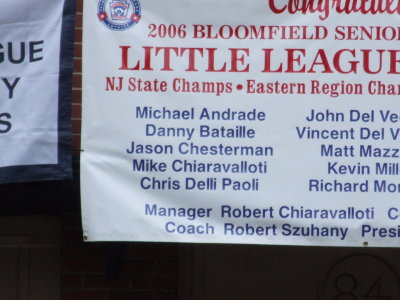 Congratul
2006 BLOOMFIELD SENIO
LITTLE LEAGUE
NJ State Champs • Eastern Region Cha
Michael Andrade John Del Ve
Danny Bataille Vincent Del V
Jason Chesterman Matt Mazz
Mike Chiaravalloti Kevin Mill
Chris Delli Paoli Richard Mo
Manager Robert Chiaravalloti C
Coach Robert Szuhany Presi
GUE
Y
S